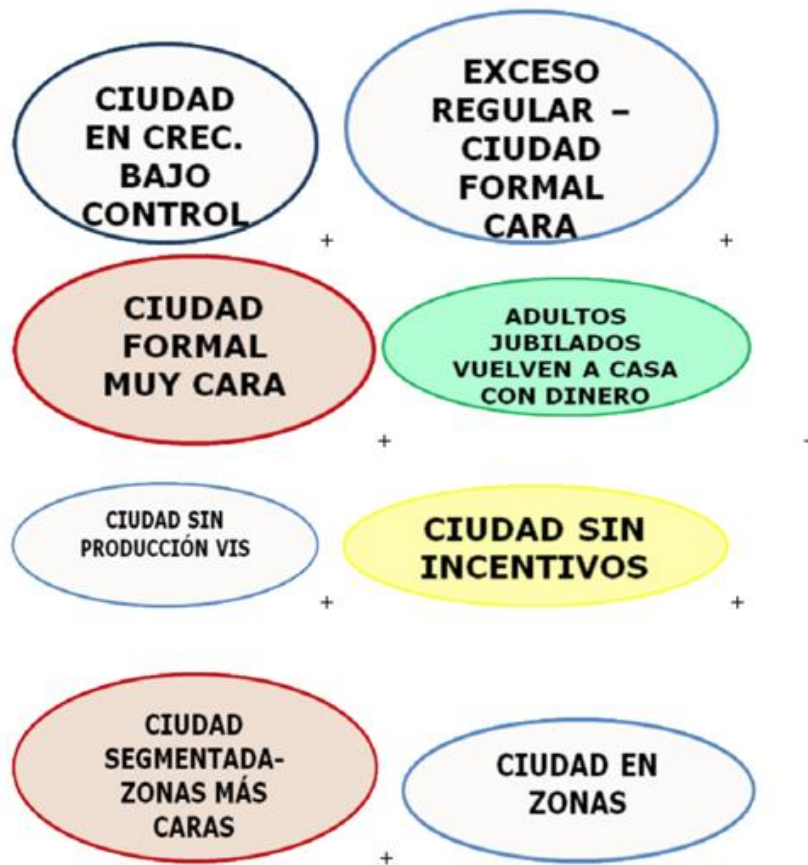 CIUDAD
EN CREC.
BAJO
CONTROL
+
EXCESO
REGULAR –
CIUDAD
FORMAL
CARA
+
CIUDAD
FORMAL
MUY CARA
+
ADULTOS
JUBILADOS
VUELVEN A CASA
CON DINERO
+
CIUDAD SIN
PRODUCCIÓN VIS
+
CIUDAD SIN
INCENTIVOS
+
CIUDAD
SEGMENTADA-
ZONAS MÁS
CARAS
+
CIUDAD EN
ZONAS